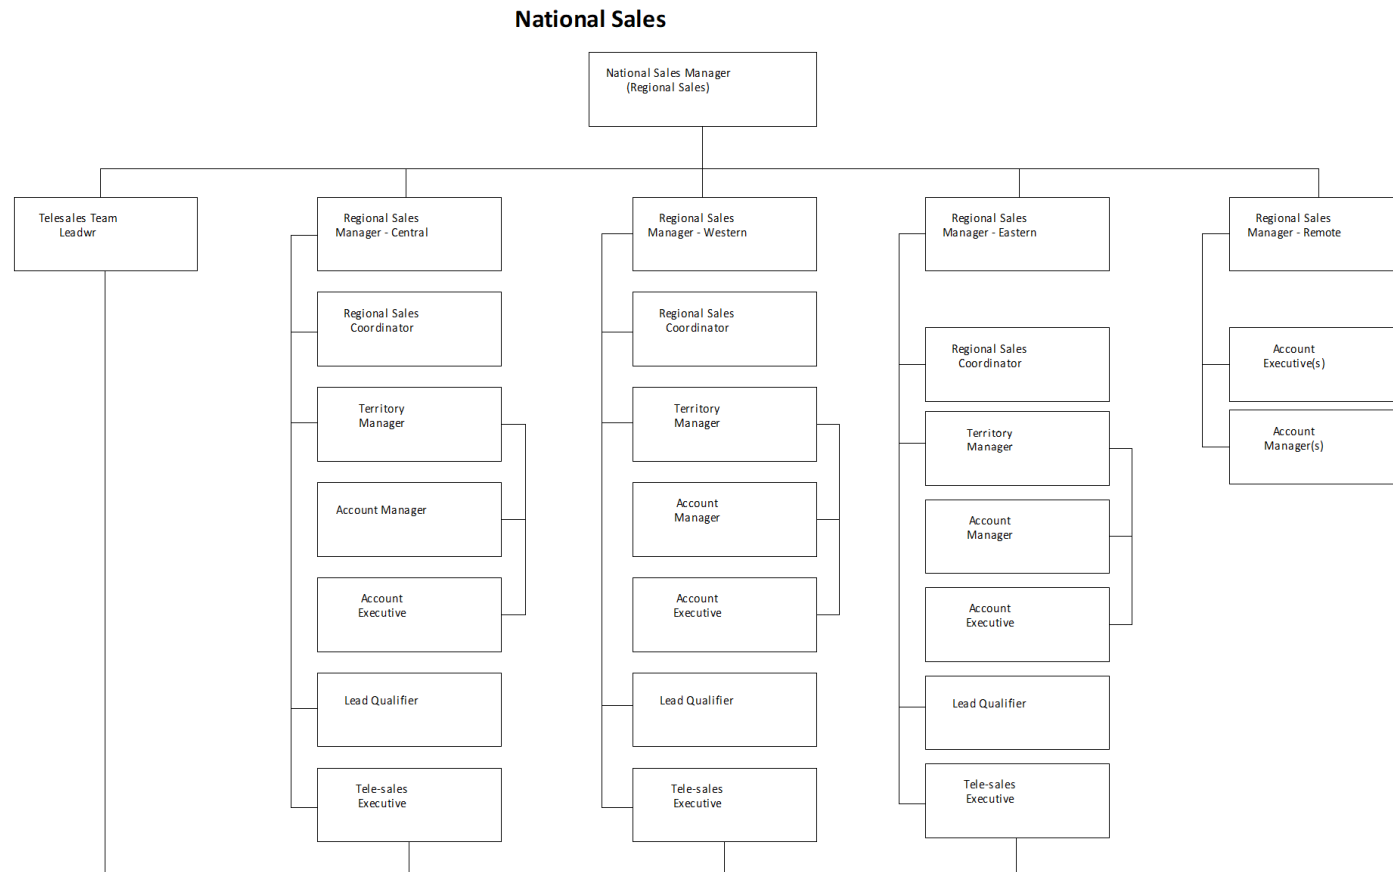 National Sales
National Sales Manager
(Regional Sales)
Telesales Team
Leadwr
Regional Sales
Manager - Central
Regional Sales
Manager - Western
Regional Sales
Manager - Eastern
Regional Sales
Manager - Remote
Regional Sales
Coordinator
Territory
Manager
Account Manager
Account
Executive
Lead Qualifier
Tele-sales
Executive
Regional Sales
Coordinator
Territory
Manager
Account
Manager
Account
Executive
Lead Qualifier
Tele-sales
Executive
Regional Sales
Coordinator
Territory
Manager
Account
Manager
Account
Executive
Lead Qualifier
Tele-sales
Executive
Account
Executive(s)
Account
Manager(s)